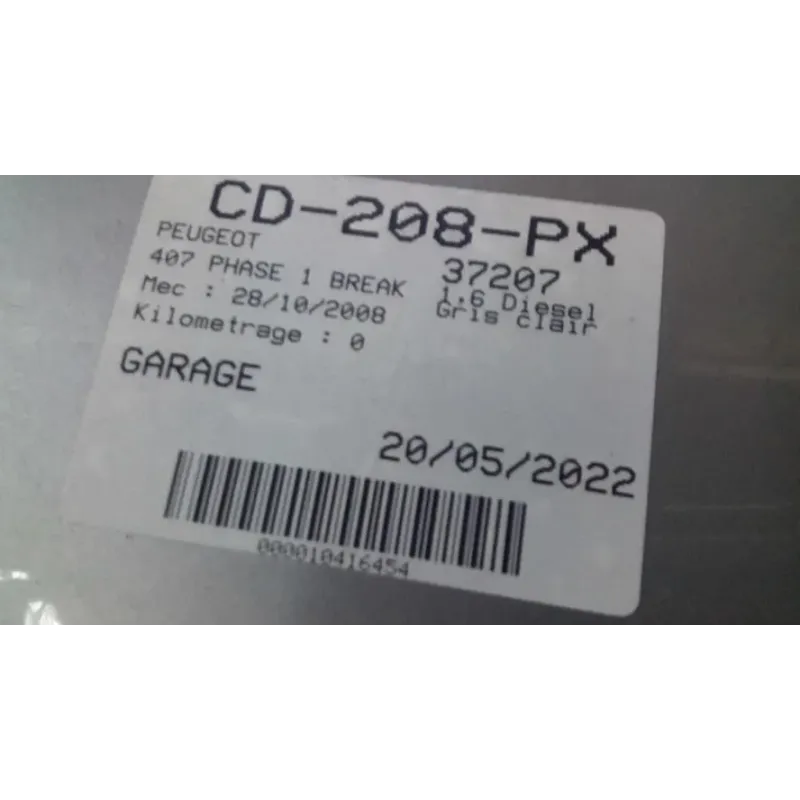 CD-208-PX
PEUGEOT
37207
407 PHASE 1 BREAK
1.6 Diesel
Mec : 28/10/2008
Gris clair
Kilometrage : 0
GARAGE
20/05/2022
000010416454